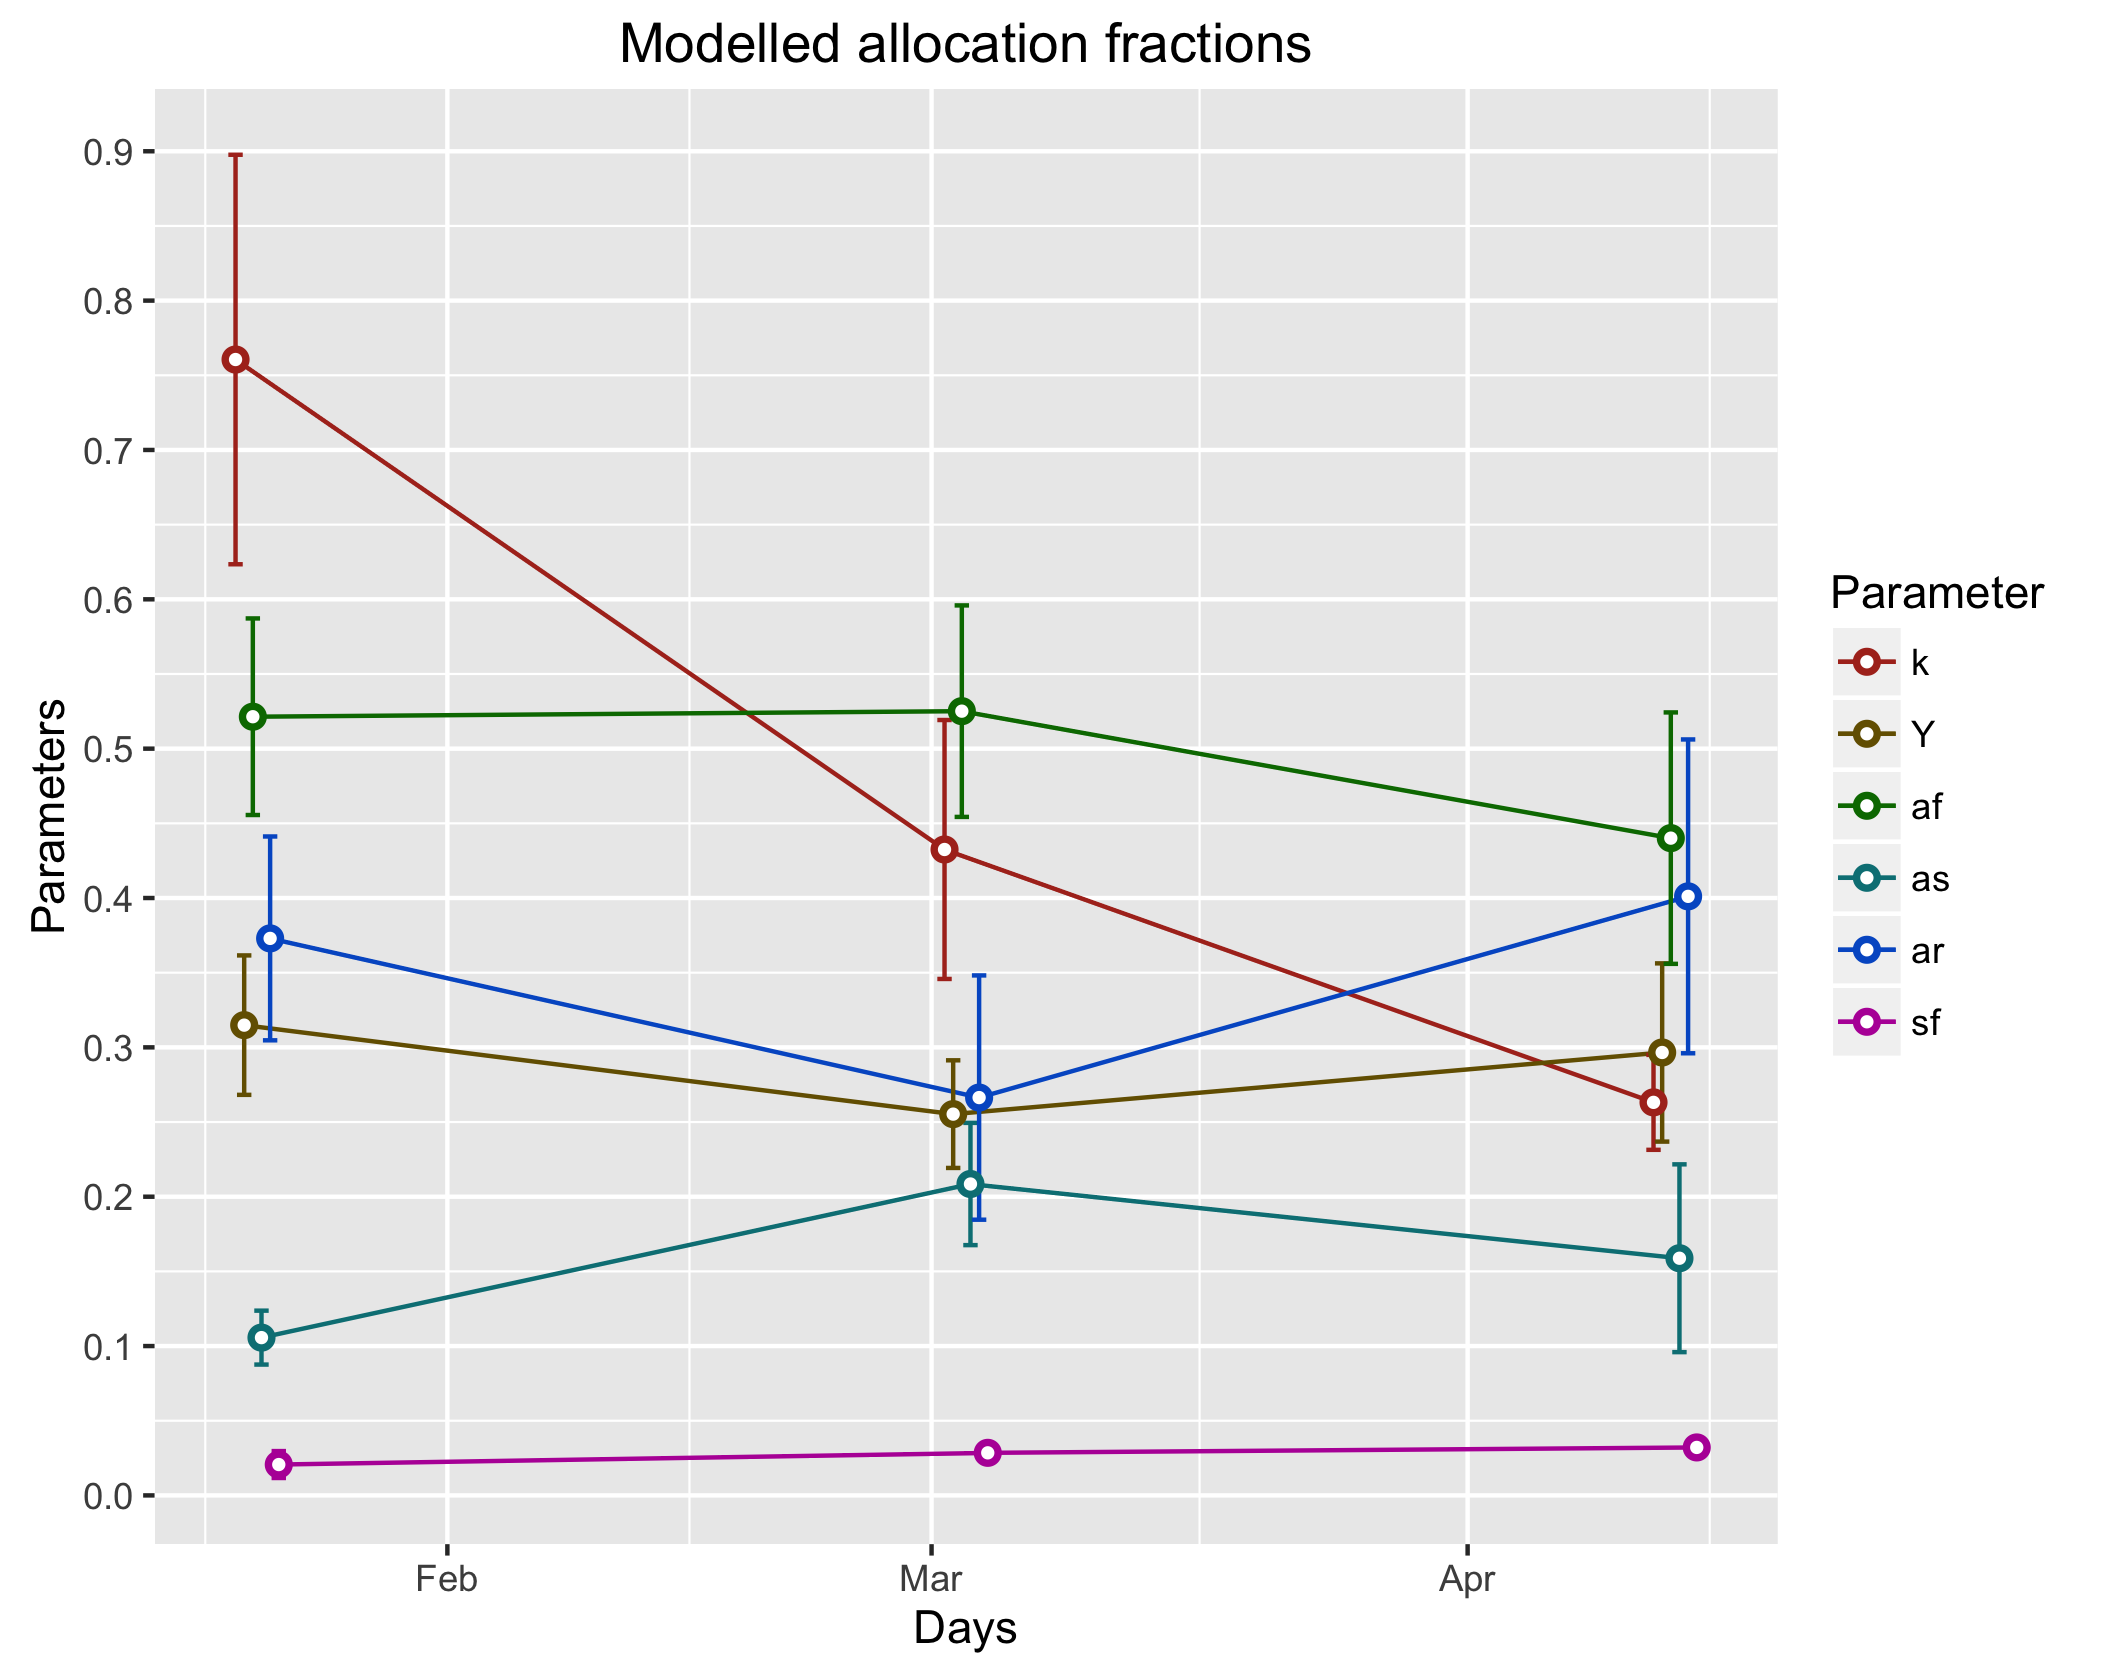 Modelled allocation fractions
Parameters
0.9
0.8
0.7
0.6
0.5
0.4
0.3
0.2
0.1
0.0
Feb Mar Apr
Days
Parameter
k
Y
af
as
ar
sf